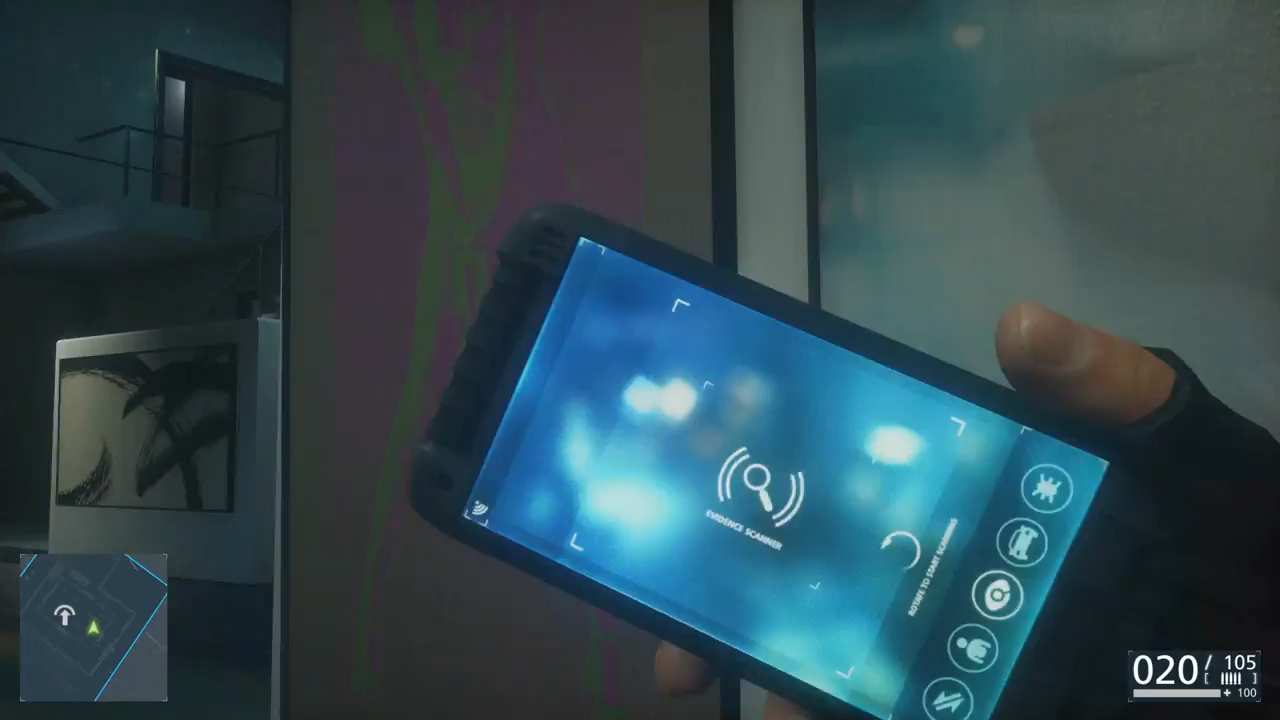 EVIDENCE SCANNER
ROTATE TO START SCANNING
020 / 105
+ 100